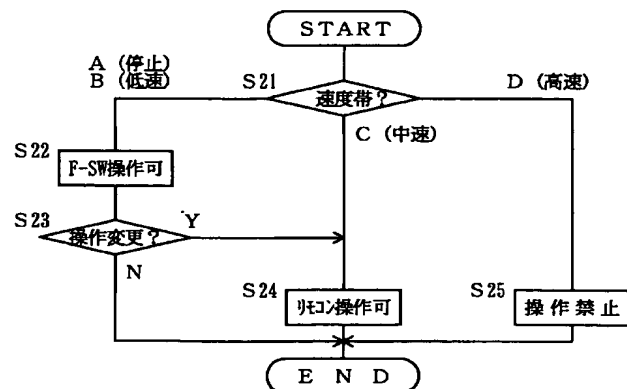 START
A (停止)
B (低速)
S21
速度帯?
D (高速)
C (中速)
S22
F-SW操作可
S23
操作変更?
Y
N
S24
リモコン操作可
S25
操作禁止
END